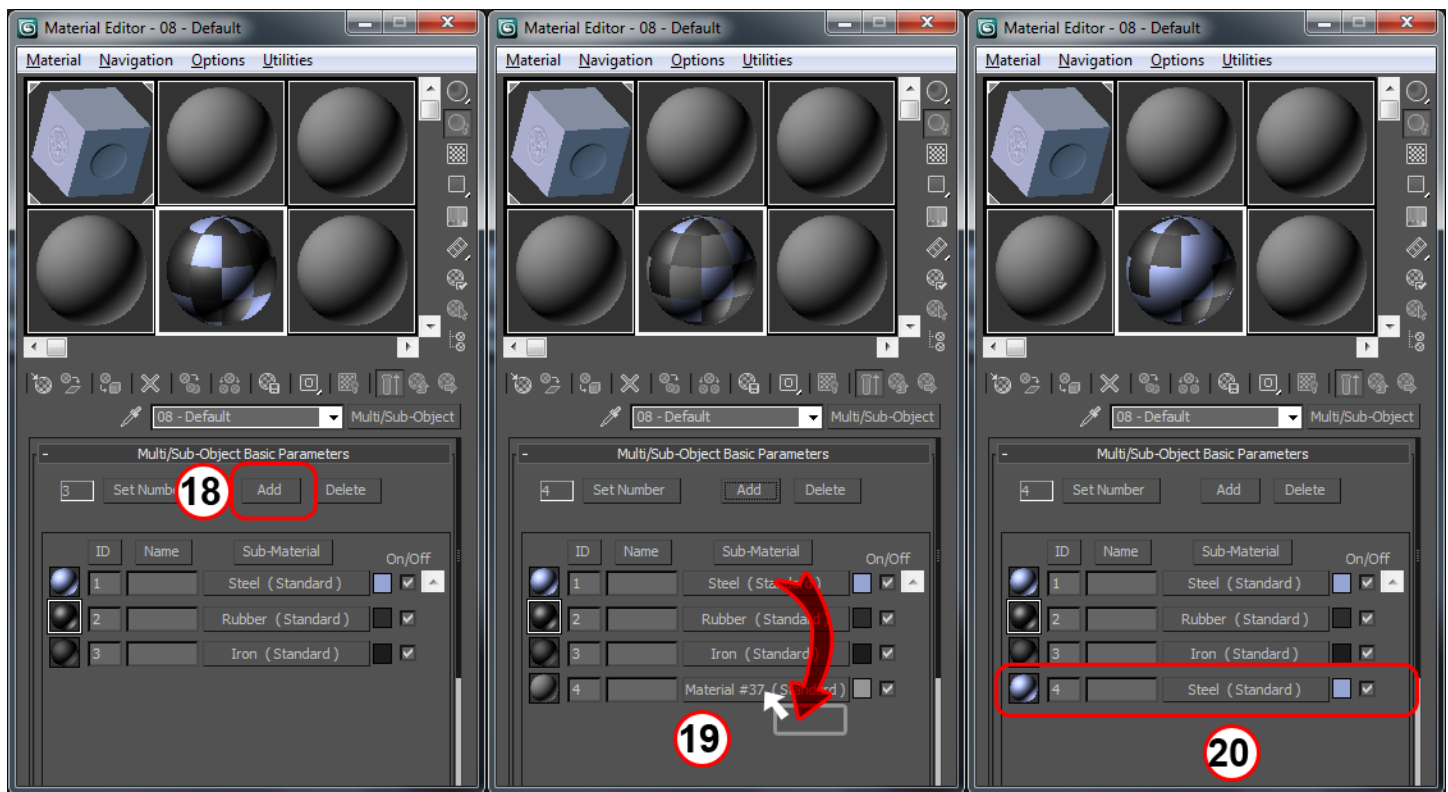 Material Editor - 08 - Default
Material Navigation Options Utilities
08 - Default Multi/Sub-Object
- Multi/Sub-Object Basic Parameters
3 Set Numbe 18 Add Delete
ID Name Sub-Material On/Off
1 Steel ( Standard )
2 Rubber ( Standard )
3 Iron ( Standard )
Material Editor - 08 - Default
Material Navigation Options Utilities
08 - Default Multi/Sub-Object
- Multi/Sub-Object Basic Parameters
4 Set Number Add Delete
ID Name Sub-Material On/Off
1 Steel ( Standard )
2 Rubber ( Standard
3 Iron ( Standard )
4 Material #37 ( Standard )
19
Material Editor - 08 - Default
Material Navigation Options Utilities
08 - Default Multi/Sub-Object
- Multi/Sub-Object Basic Parameters
4 Set Number Add Delete
ID Name Sub-Material On/Off
1 Steel ( Standard )
2 Rubber ( Standard )
3 Iron ( Standard )
4 Steel ( Standard )
20